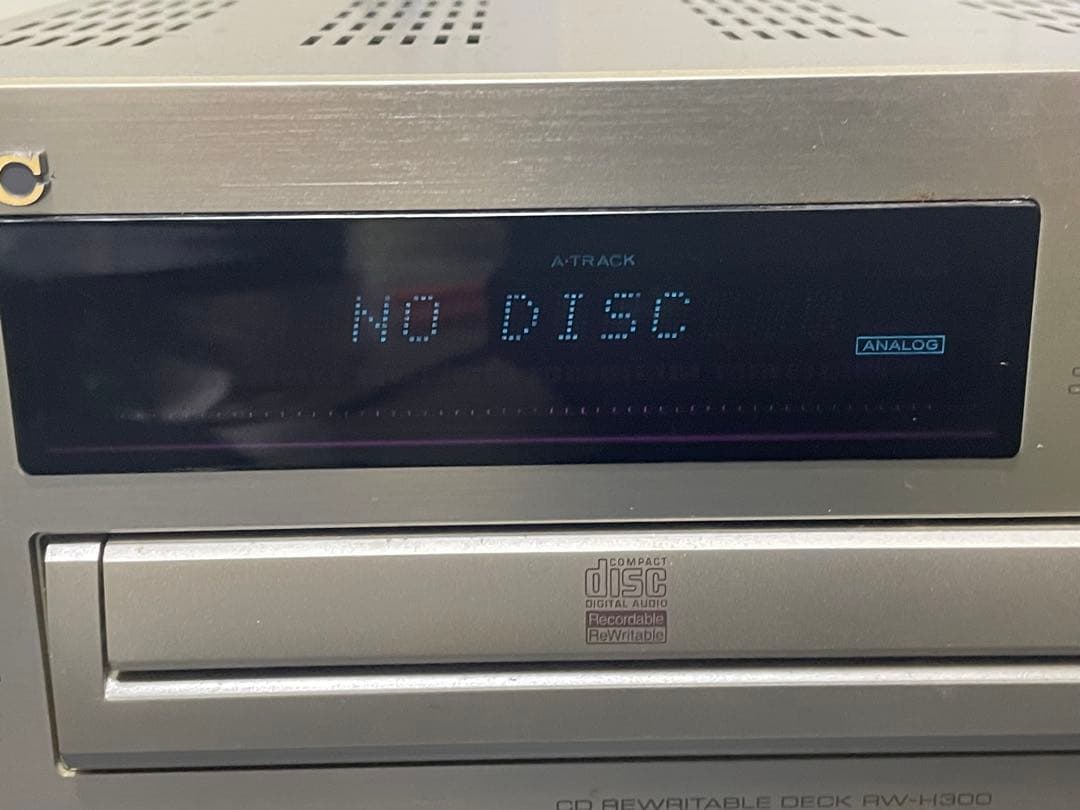 A·TRACK
NO DISC
ANALOG
COMPACT
disc
DIGITAL AUDIO
Recordable
ReWritable
CD REWRITABLE DECK RW-H300